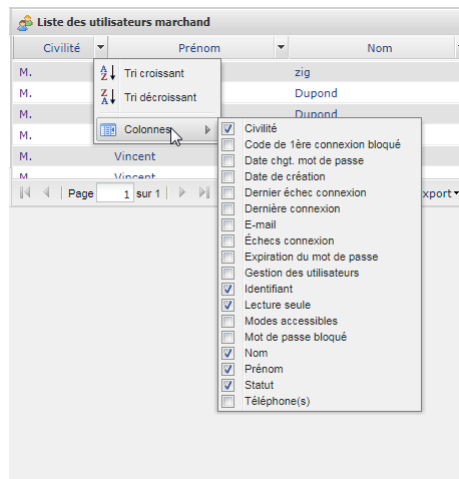 Liste des utilisateurs marchand
Civilité Prénom Nom
M. Tri croissant zig
M. Tri décroissant Dupond
M. Dupond
M. Colonnes
M. Vincent
M. Vincent
Page 1 sur 1 xport
Civilité
Code de 1ère connexion bloqué
Date chgt. mot de passe
Date de création
Dernier échec connexion
Dernière connexion
E-mail
Échecs connexion
Expiration du mot de passe
Gestion des utilisateurs
Identifiant
Lecture seule
Modes accessibles
Mot de passe bloqué
Nom
Prénom
Statut
Téléphone(s)